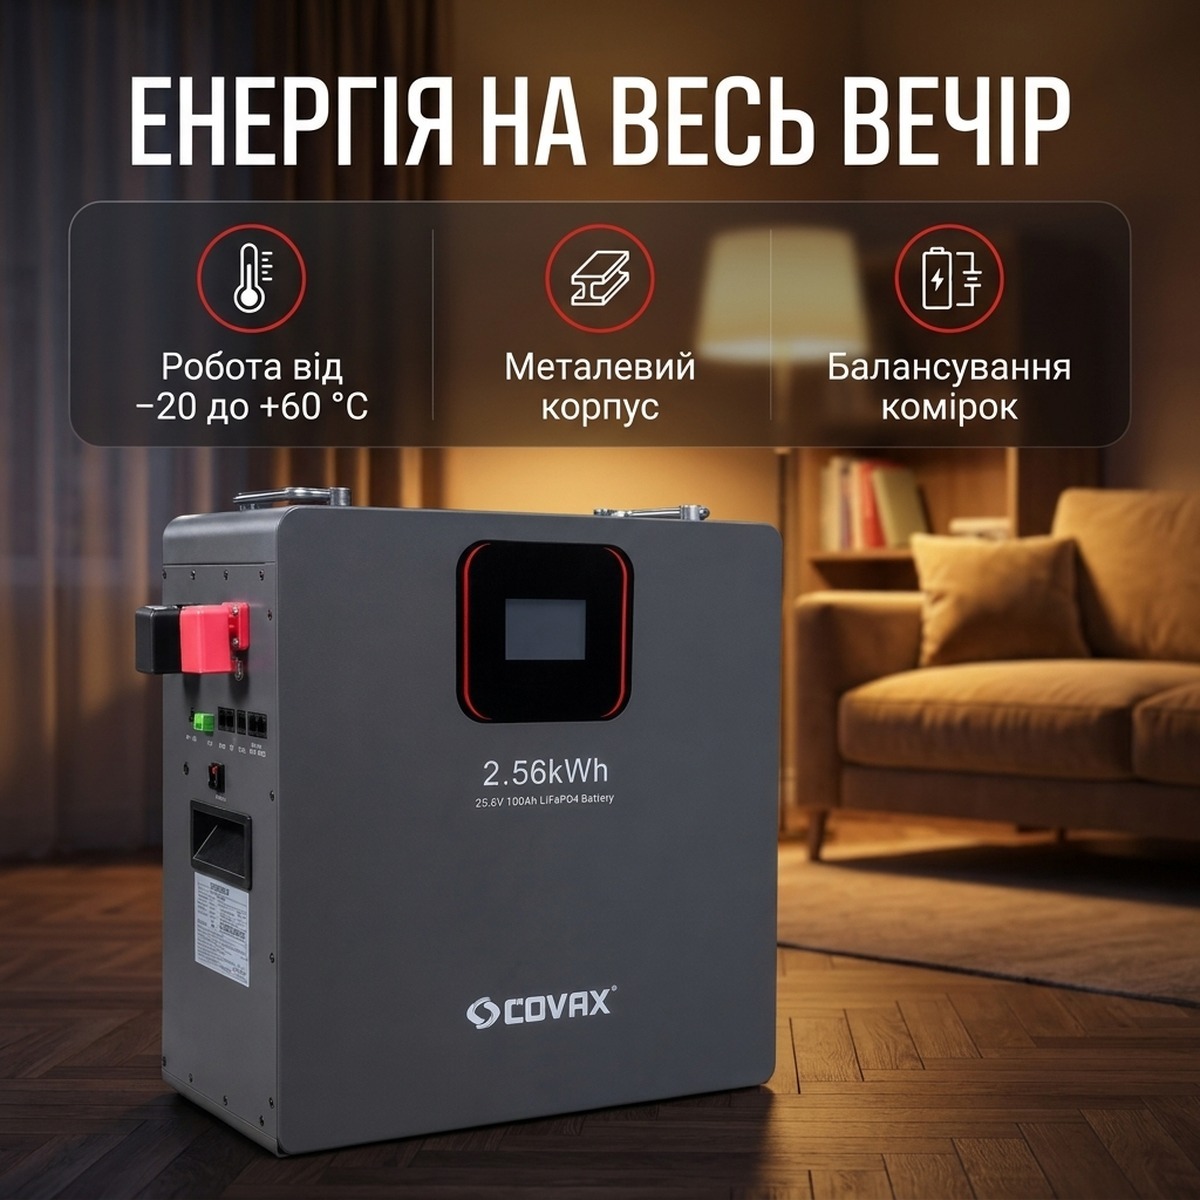 ЕНЕРГІЯ НА ВЕСЬ ВЕЧІР
Робота від
−20 до +60 °C
Металевий
корпус
Балансування
комірок
2.56kWh
25.6V 100Ah LiFaPO4 Battery
COVAX®